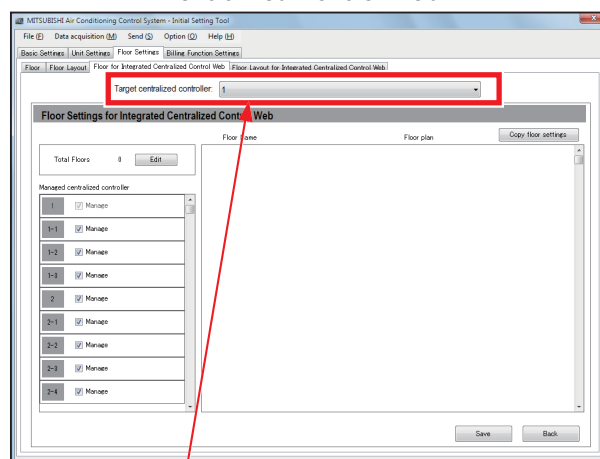 MITSUBISHI Air Conditioning Control System - Initial Setting Tool
File (F) Data acquisition (M) Send (S) Option (O) Help (H)
Basic Settings Unit Settings Floor Settings Billing Function Settings
Floor Floor Layout Floor for Integrated Centralized Control Web Floor Layout for Integrated Centralized Control Web
Target centralized controller: 1
Floor Settings for Integrated Centralized Control Web
Floor Name Floor plan Copy floor settings
Total Floors 0 Edit
Managed centralized controller
1 Manage
1-1 Manage
1-2 Manage
1-3 Manage
2 Manage
2-1 Manage
2-2 Manage
2-3 Manage
2-4 Manage
Save Back